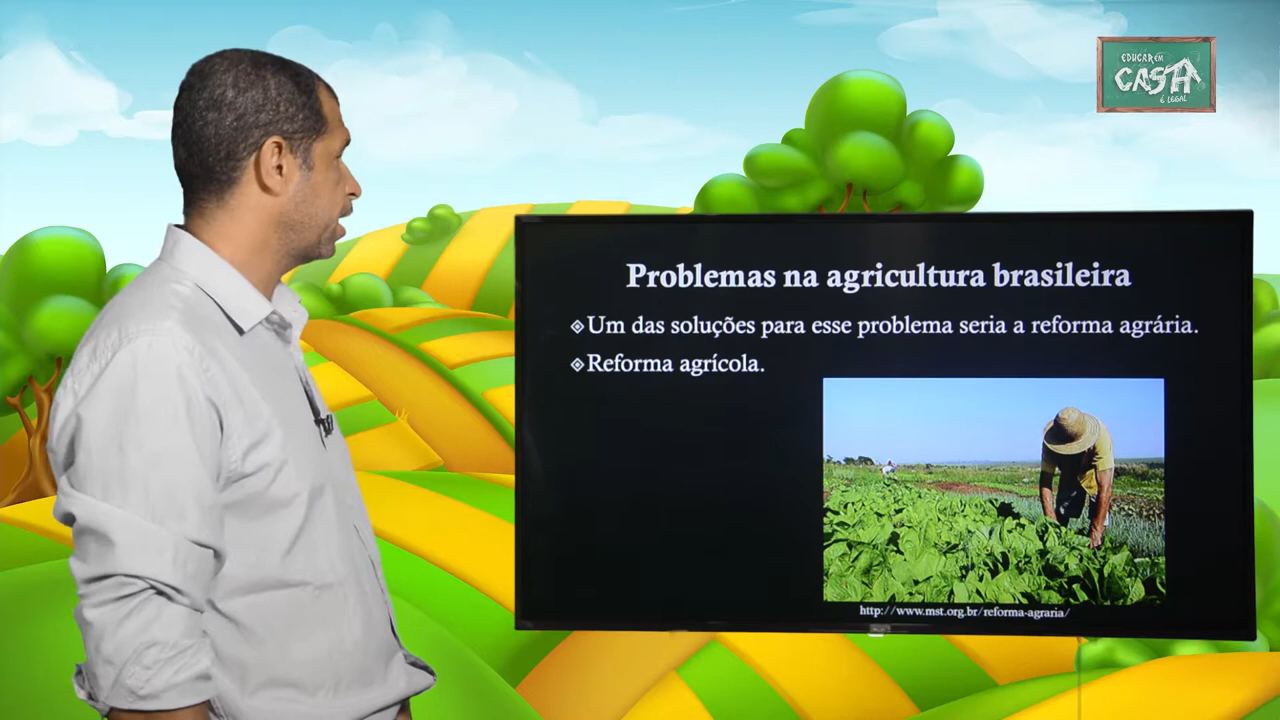 EDUCAR EM
CASA
É LEGAL
Problemas na agricultura brasileira
Um das soluções para esse problema seria a reforma agrária.
Reforma agrícola.
http://www.mst.org.br/reforma-agraria/